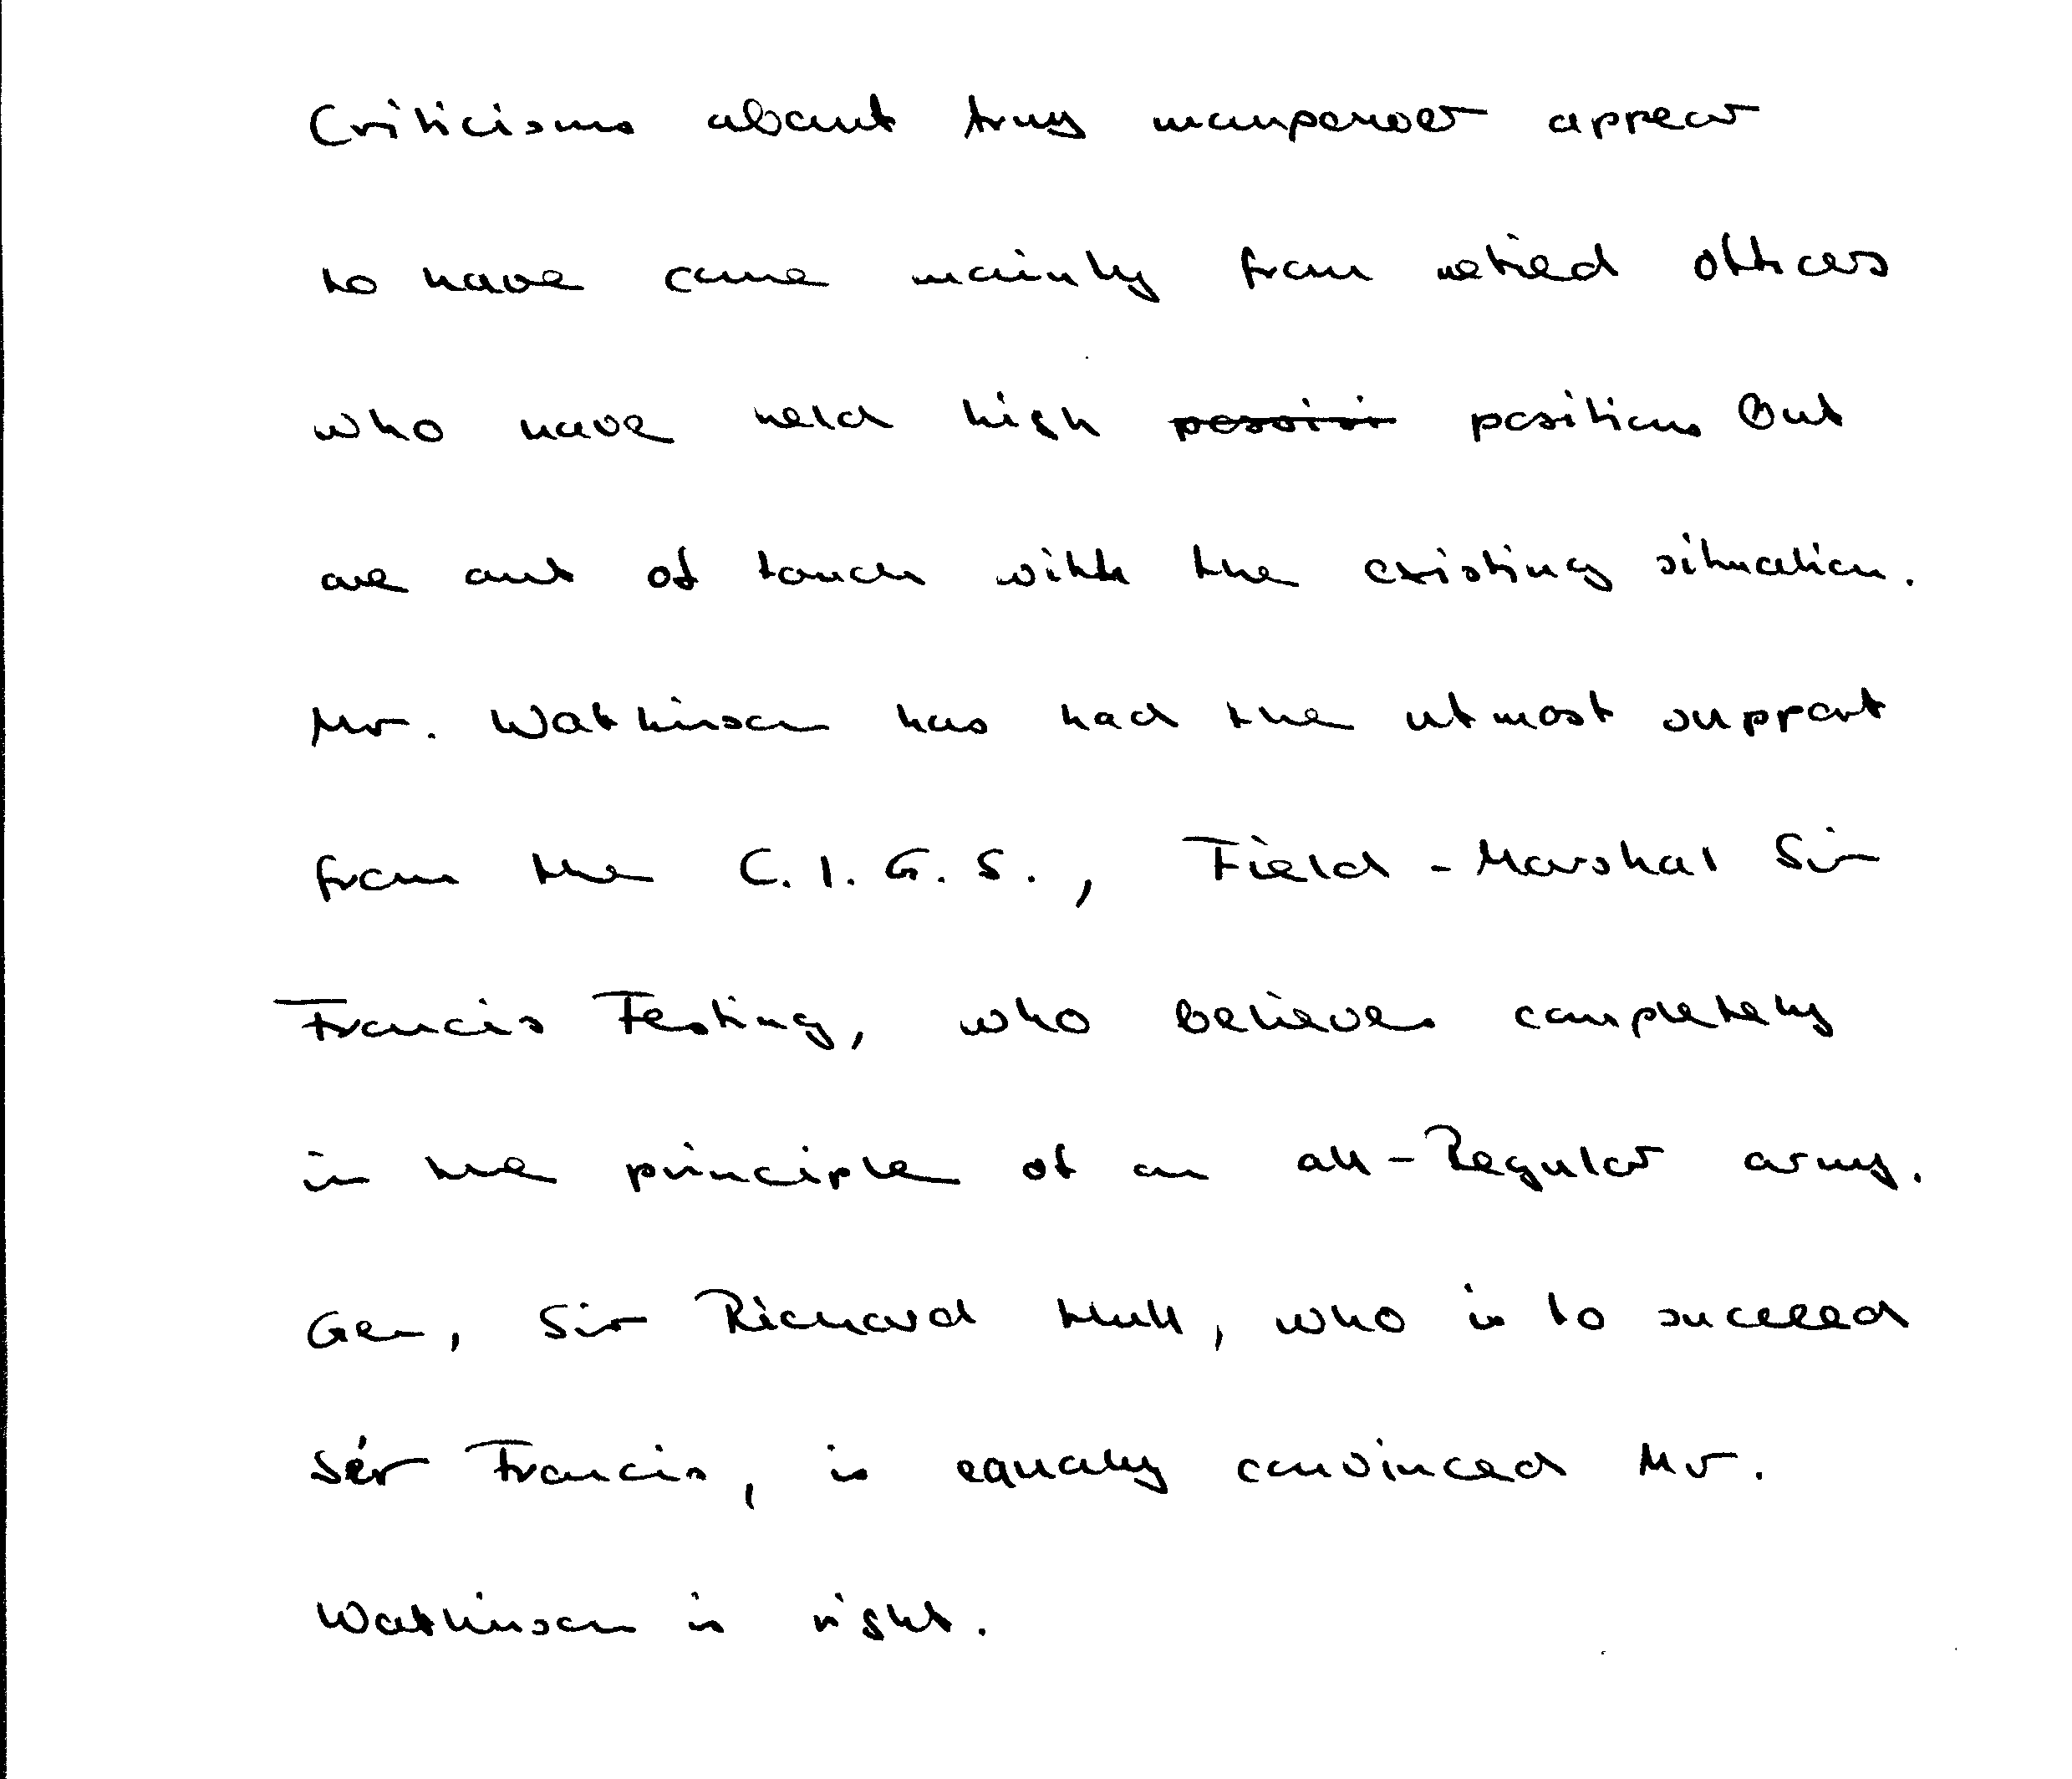 Criticisms about Army manpower appear
to have come mainly from retired officers
who have held high positions but
are out of touch with the existing situation.
Mr. Watkinson has had the utmost support
from the C.I.G.S., Field-Marshal Sir
Francis Festing, who believes completely
in the principle of an all-Regular army.
Gen, Sir Richard Hull, who is to succeed
Sir Francis, is equally convinced Mr.
Watkinson is right.